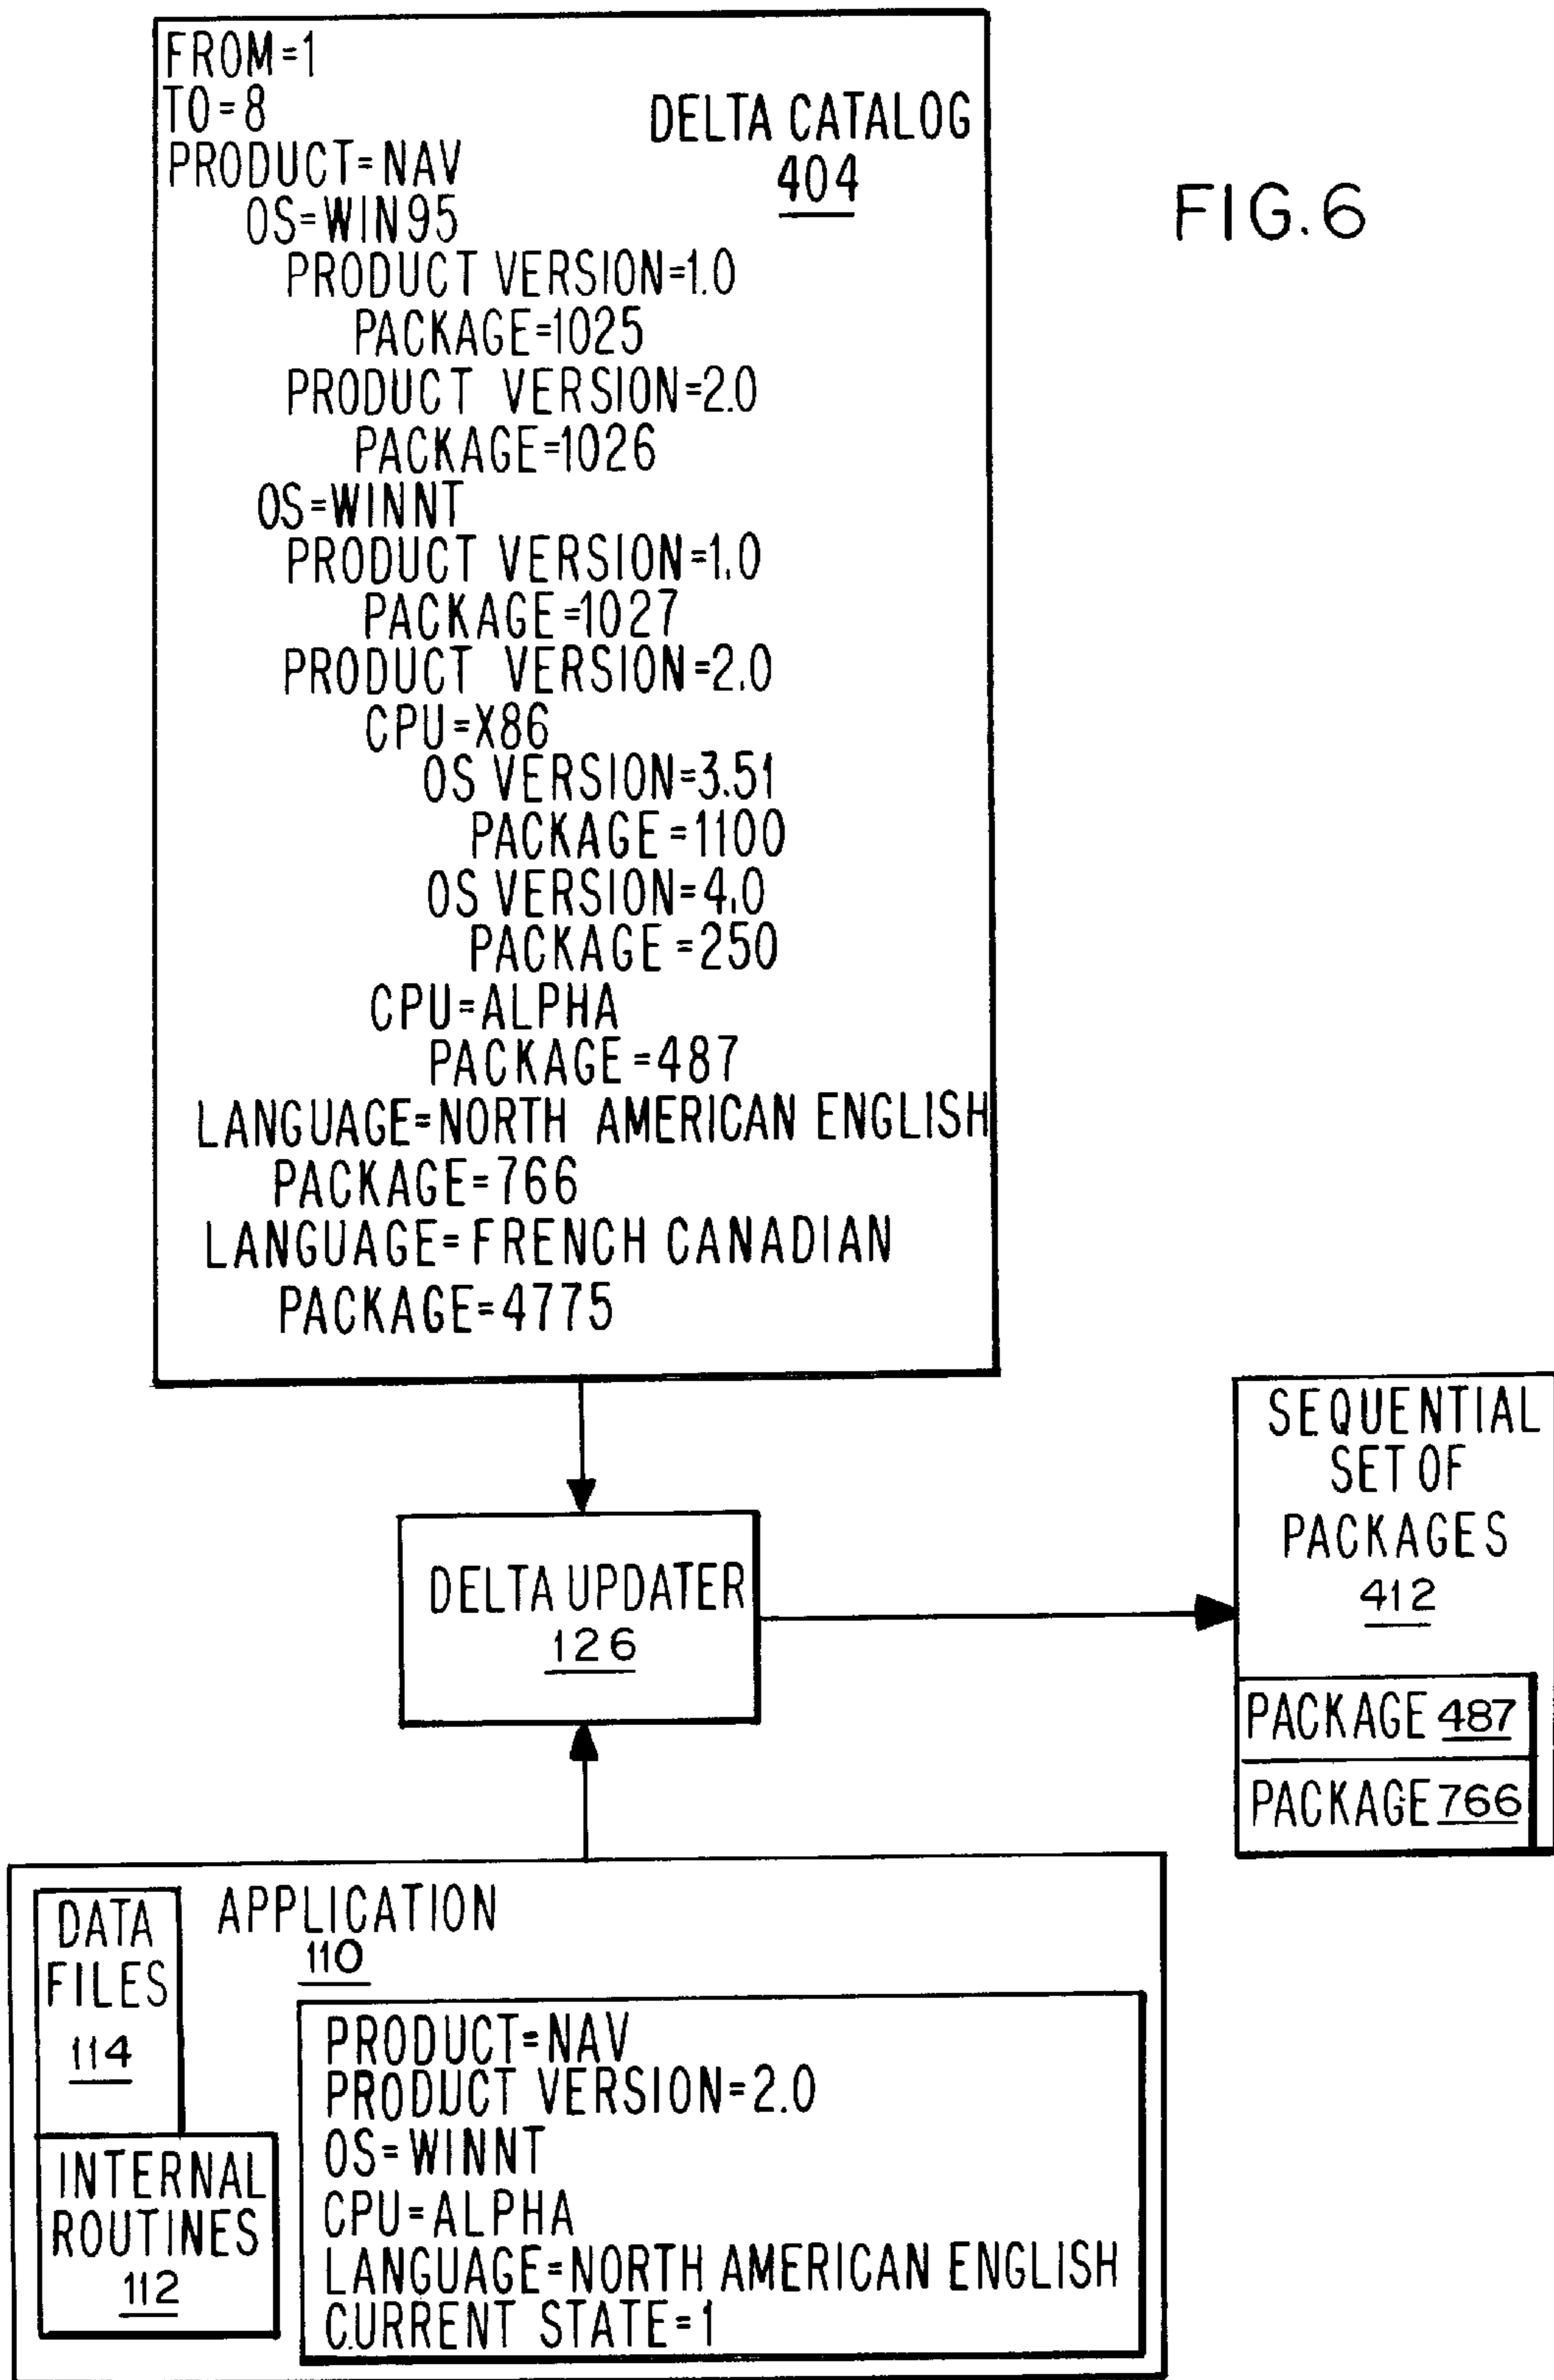 FROM=1
TO=8
DELTA CATALOG
404
PRODUCT=NAV
OS=WIN95
PRODUCT VERSION=1.0
PACKAGE=1025
PRODUCT VERSION=2.0
PACKAGE=1026
OS=WINNT
PRODUCT VERSION=1.0
PACKAGE=1027
PRODUCT VERSION=2.0
CPU=X86
OS VERSION=3.51
PACKAGE=1100
OS VERSION=4.0
PACKAGE=250
CPU=ALPHA
PACKAGE=487
LANGUAGE=NORTH AMERICAN ENGLISH
PACKAGE=766
LANGUAGE=FRENCH CANADIAN
PACKAGE=4775
FIG.6
DELTA UPDATER
126
SEQUENTIAL
SET OF
PACKAGES
412
PACKAGE 487
PACKAGE 766
DATA
FILES
114
INTERNAL
ROUTINES
112
APPLICATION
110
PRODUCT=NAV
PRODUCT VERSION=2.0
OS=WINNT
CPU=ALPHA
LANGUAGE=NORTH AMERICAN ENGLISH
CURRENT STATE=1